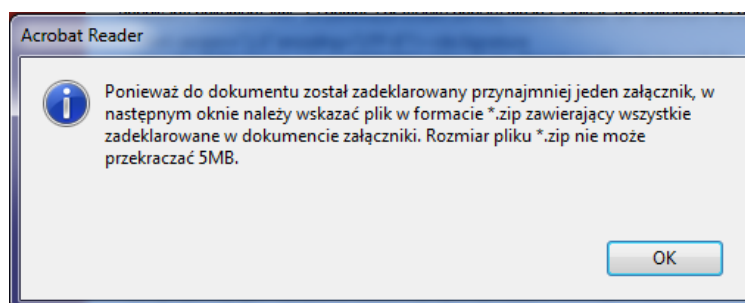 Acrobat Reader
Ponieważ do dokumentu został zadeklarowany przynajmniej jeden załącznik, w
następnym oknie należy wskazać plik w formacie *.zip zawierający wszystkie
zadeklarowane w dokumencie załączniki. Rozmiar pliku *.zip nie może
przekraczać 5MB.
OK